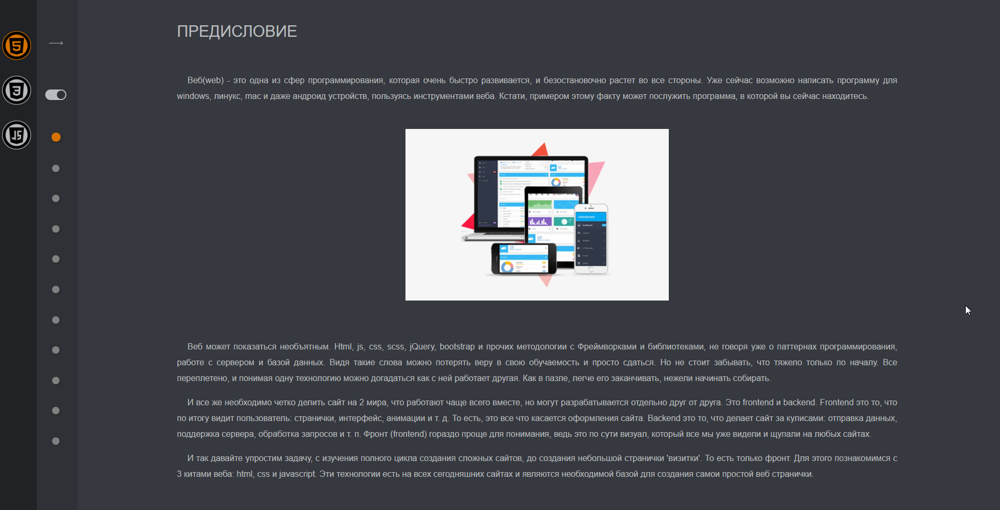 ПРЕДИСЛОВИЕ
Веб(web) - это одна из сфер программирования, которая очень быстро развивается, и безостановочно растет во все стороны. Уже сейчас возможно написать программу для
windows, линукс, mac и даже андроид устройств, пользуясь инструментами веба. Кстати, примером этому факту может послужить программа, в которой вы сейчас находитесь.
DASHBOARD
Dashboard
25°
25°
25°
Веб может показаться необъятным. Html, js, css, scss, jQuery, bootstrap и прочих методологии с Фреймворками и библиотеками, не говоря уже о паттернах программирования,
работе с сервером и базой данных. Видя такие слова можно потерять веру в свою обучаемость и просто сдаться. Но не стоит забывать, что тяжело только по началу. Все
переплетено, и понимая одну технологию можно догадаться как с ней работает другая. Как в пазле, легче его заканчивать, нежели начинать собирать.
И все же необходимо четко делить сайт на 2 мира, что работают чаще всего вместе, но могут разрабатывается отдельно друг от друга. Это frontend и backend. Frontend это то, что
по итогу видит пользователь: странички, интерфейс, анимации и т. д. То есть, это все что касается оформления сайта. Backend это то, что делает сайт за кулисами: отправка данных,
поддержка сервера, обработка запросов и т. п. Фронт (frontend) гораздо проще для понимания, ведь это по сути визуал, который все мы уже видели и щупали на любых сайтах.
И так давайте упростим задачу, с изучения полного цикла создания сложных сайтов, до создания небольшой странички 'визитки'. То есть только фронт. Для этого познакомимся с
3 китами веба: html, css и javascript. Эти технологии есть на всех сегодняшних сайтах и являются необходимой базой для создания самои простой веб странички.